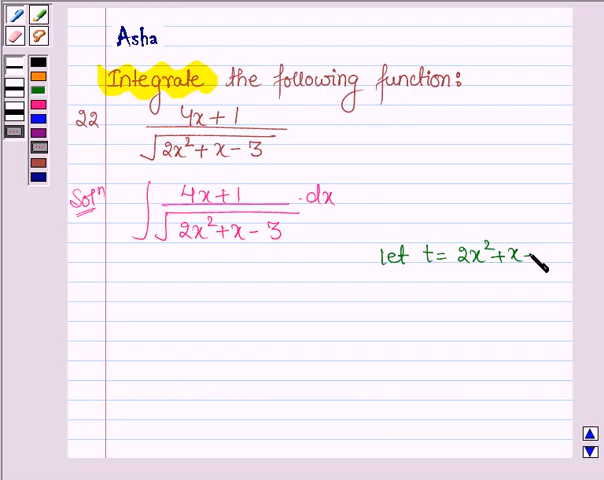 Asha
Integrate the following function:
22 4x+1
√2x²+x-3
Solⁿ ∫ 4x+1 .dx
√2x²+x-3
let t=2x²+x-